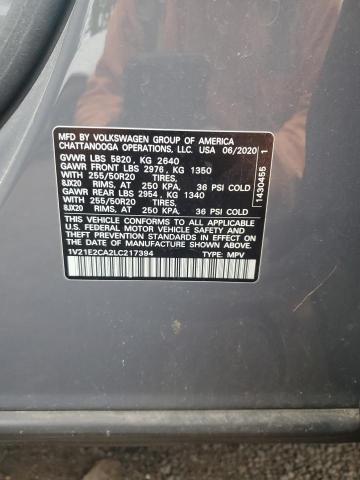 MFD BY VOLKSWAGEN GROUP OF AMERICA
CHATTANOOGA OPERATIONS, LLC. USA 06/2020
GVWR LBS 5820, KG 2640
GAWR FRONT LBS 2976, KG 1350
WITH 255/50R20 TIRES,
8JX20 RIMS, AT 250 KPA, 36 PSI COLD
GAWR REAR LBS 2954, KG 1340
WITH 255/50R20 TIRES,
8JX20 RIMS, AT 250 KPA, 36 PSI COLD
THIS VEHICLE CONFORMS TO ALL APPLICABLE
U.S. FEDERAL MOTOR VEHICLE SAFETY
STANDARDS IN EFFECT ON THE DATE OF
MANUFACTURE SHOWN ABOVE.
1V21E2CA2LC217394 TYPE: MPV
1430455 1